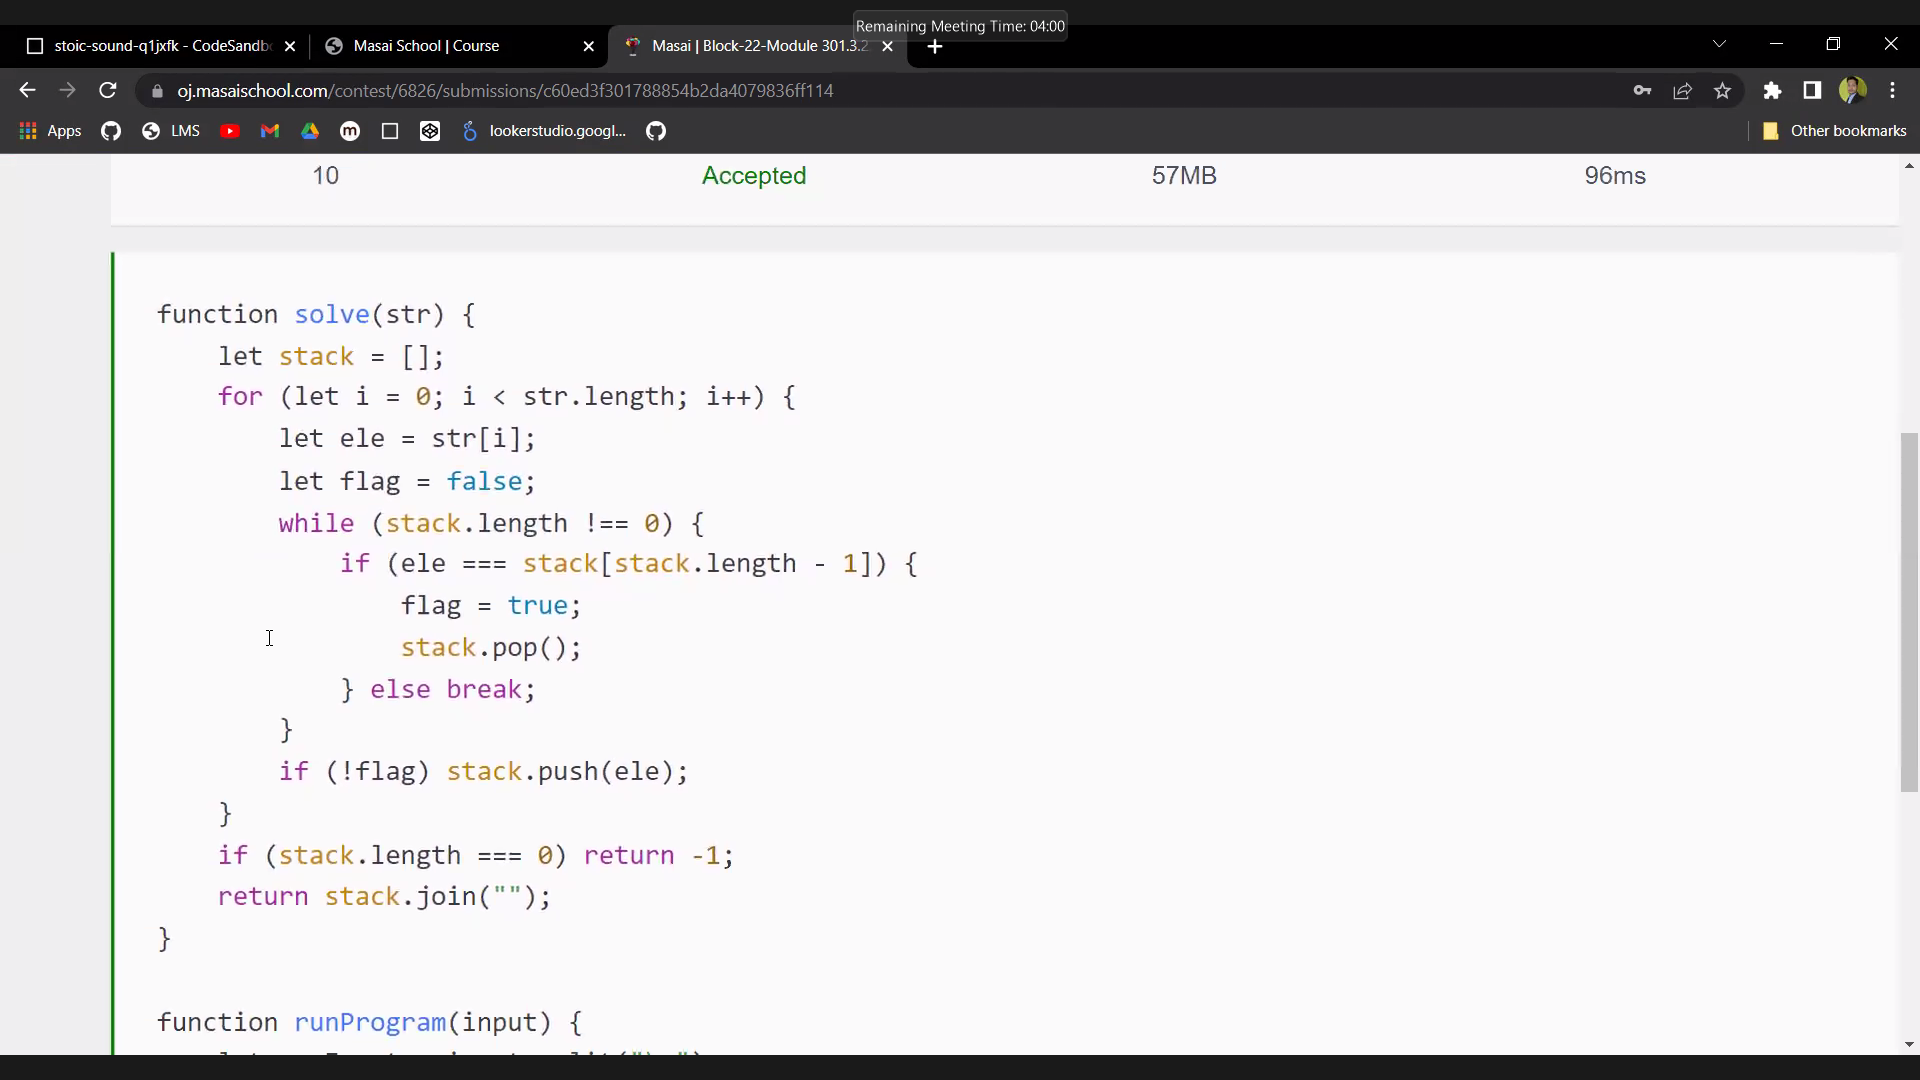 Remaining Meeting Time: 04:00
stoic-sound-q1jxfk - CodeSandb
Masai School | Course
Masai | Block-22-Module 301.3.2
oj.masaischool.com/contest/6826/submissions/c60ed3f301788854b2da4079836ff114
Apps
LMS
m
lookerstudio.googl...
Other bookmarks
10 Accepted 57MB 96ms
function solve(str) {
let stack = [];
for (let i = 0; i < str.length; i++) {
let ele = str[i];
let flag = false;
while (stack.length !== 0) {
if (ele === stack[stack.length - 1]) {
flag = true;
stack.pop();
} else break;
}
if (!flag) stack.push(ele);
}
if (stack.length === 0) return -1;
return stack.join("");
}
function runProgram(input) {